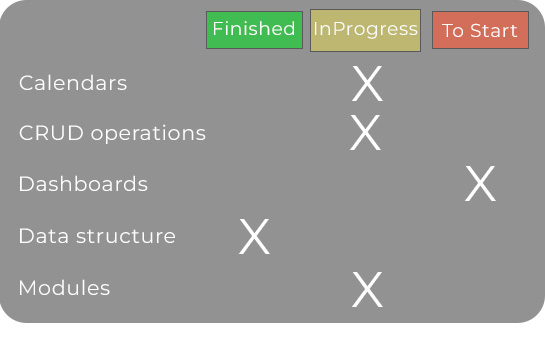 Finished InProgress To Start
Calendars X
CRUD operations X
Dashboards X
Data structure X
Modules X